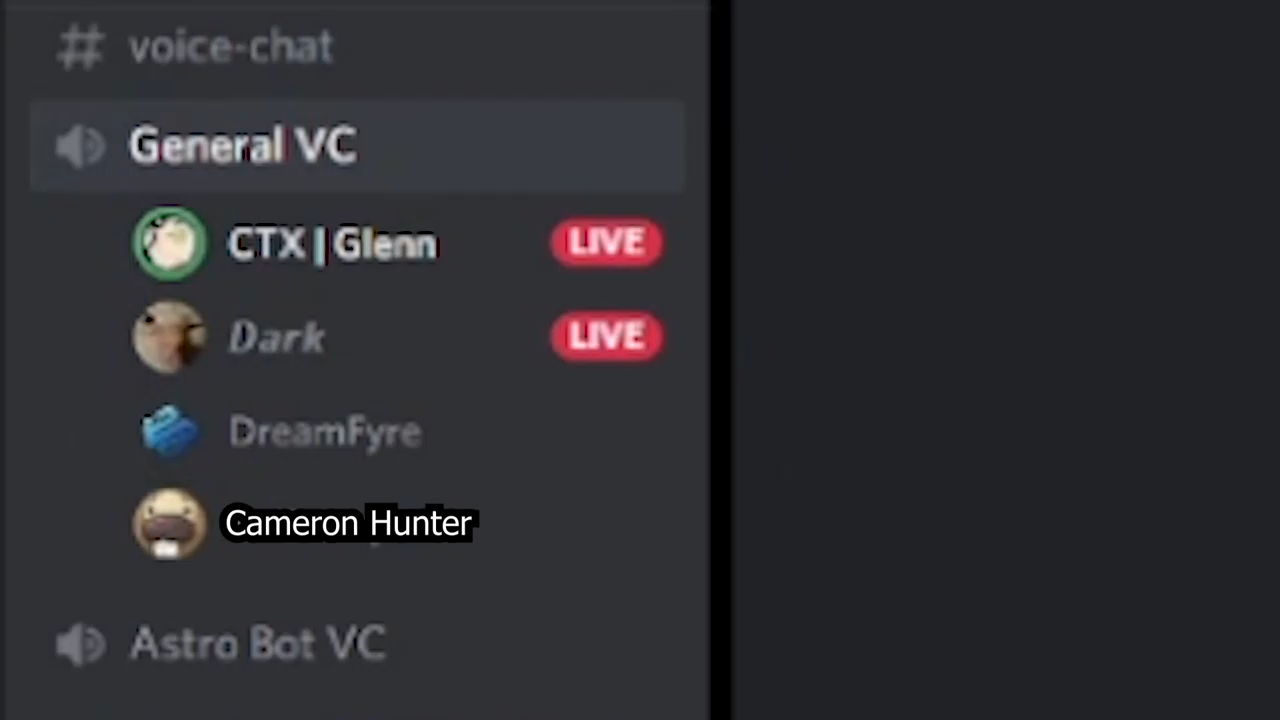 # voice-chat
General VC
CTX | Glenn LIVE
Dark LIVE
DreamFyre
Cameron Hunter
Astro Bot VC